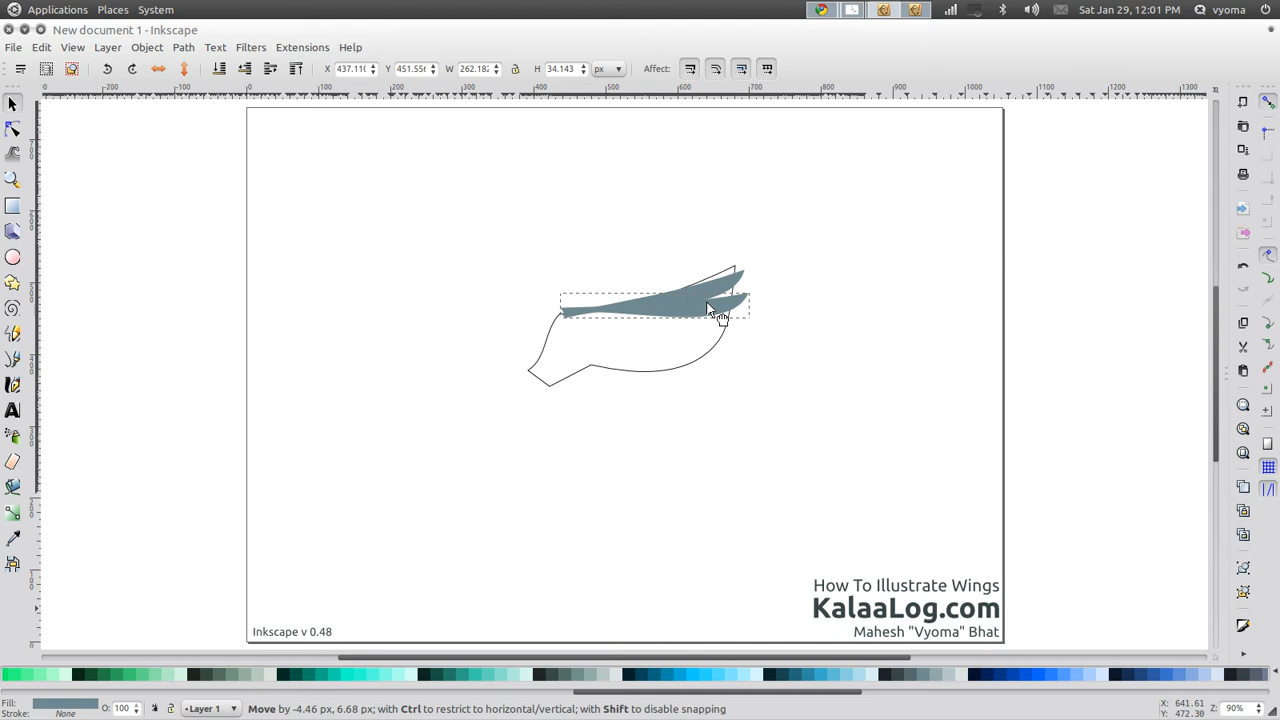 Applications Places System
Sat Jan 29, 12:01 PM vyoma
New document 1 - Inkscape
File Edit View Layer Object Path Text Filters Extensions Help
X 437.110 Y 451.556 W 262.182 H 34.143 px Affect:
How To Illustrate Wings
KalaaLog.com
Inkscape v 0.48 Mahesh "Vyoma" Bhat
Fill: O: 100 Layer 1 Move by -4.46 px, 6.68 px; with Ctrl to restrict to horizontal/vertical; with Shift to disable snapping X: 641.61 Z: 90%
Stroke: None Y: 472.30